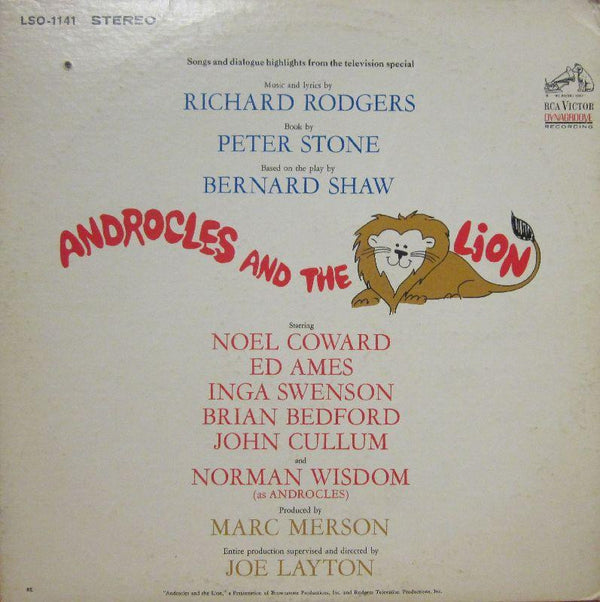 LSO-1141 STEREO
Songs and dialogue highlights from the television special
Music and lyrics by
RICHARD RODGERS
RCA VICTOR
DYNAGROOVE
RECORDING
Book by
PETER STONE
Based on the play by
BERNARD SHAW
ANDROCLES AND THE LION
Starring
NOEL COWARD
ED AMES
INGA SWENSON
BRIAN BEDFORD
JOHN CULLUM
and
NORMAN WISDOM
(as ANDROCLES)
Produced by
MARC MERSON
Entire production supervised and directed by
JOE LAYTON
"Androcles and the Lion," a Presentation of Brownstone Productions, Inc. and Rodgers Television Productions, Inc.